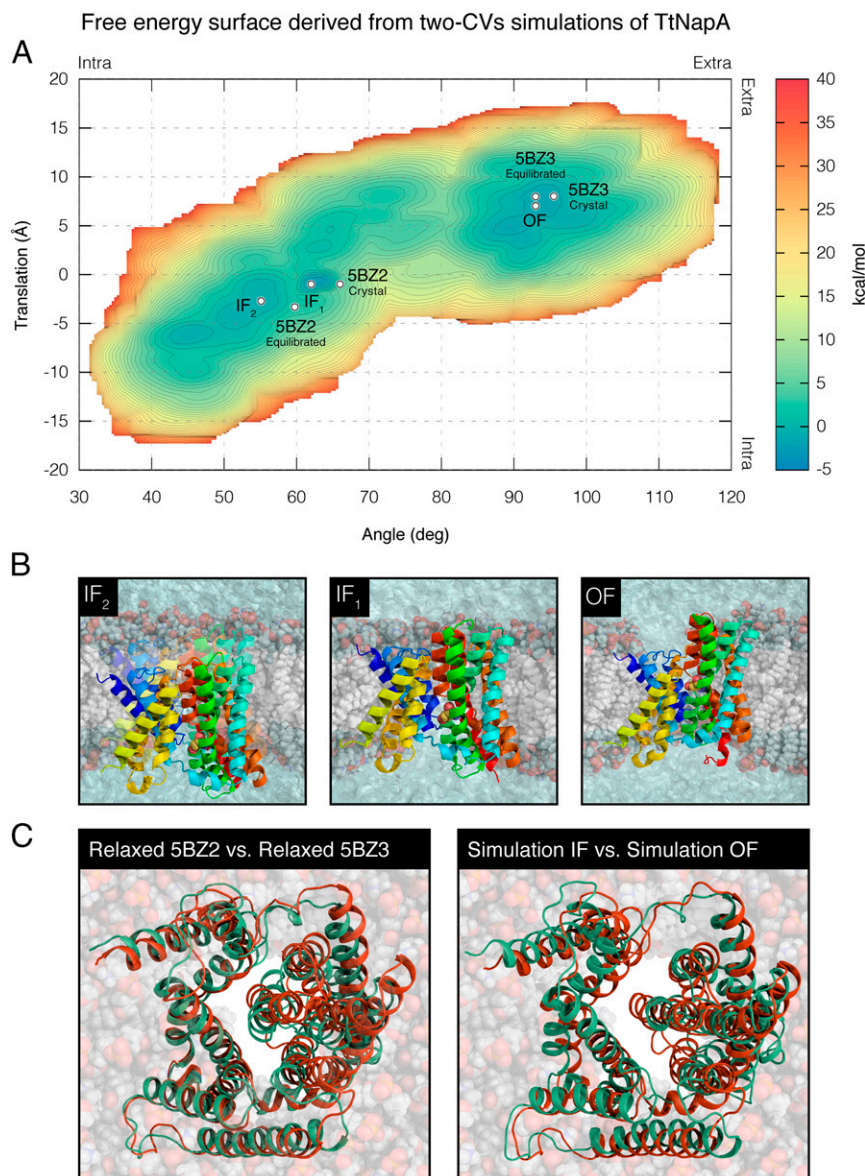 Free energy surface derived from two-CVs simulations of TtNapA
A
Intra
Extra
20
15
10
5
0
-5
-10
-15
-20
Translation (Å)
30
40
50
60
70
80
90
100
110
120
Angle (deg)
Extra
Intra
5BZ3
Equilibrated
5BZ3
Crystal
OF
5BZ2
Crystal
IF2
IF1
5BZ2
Equilibrated
40
35
30
25
20
15
10
5
0
-5
kcal/mol
B
IF2
IF1
OF
C
Relaxed 5BZ2 vs. Relaxed 5BZ3
Simulation IF vs. Simulation OF